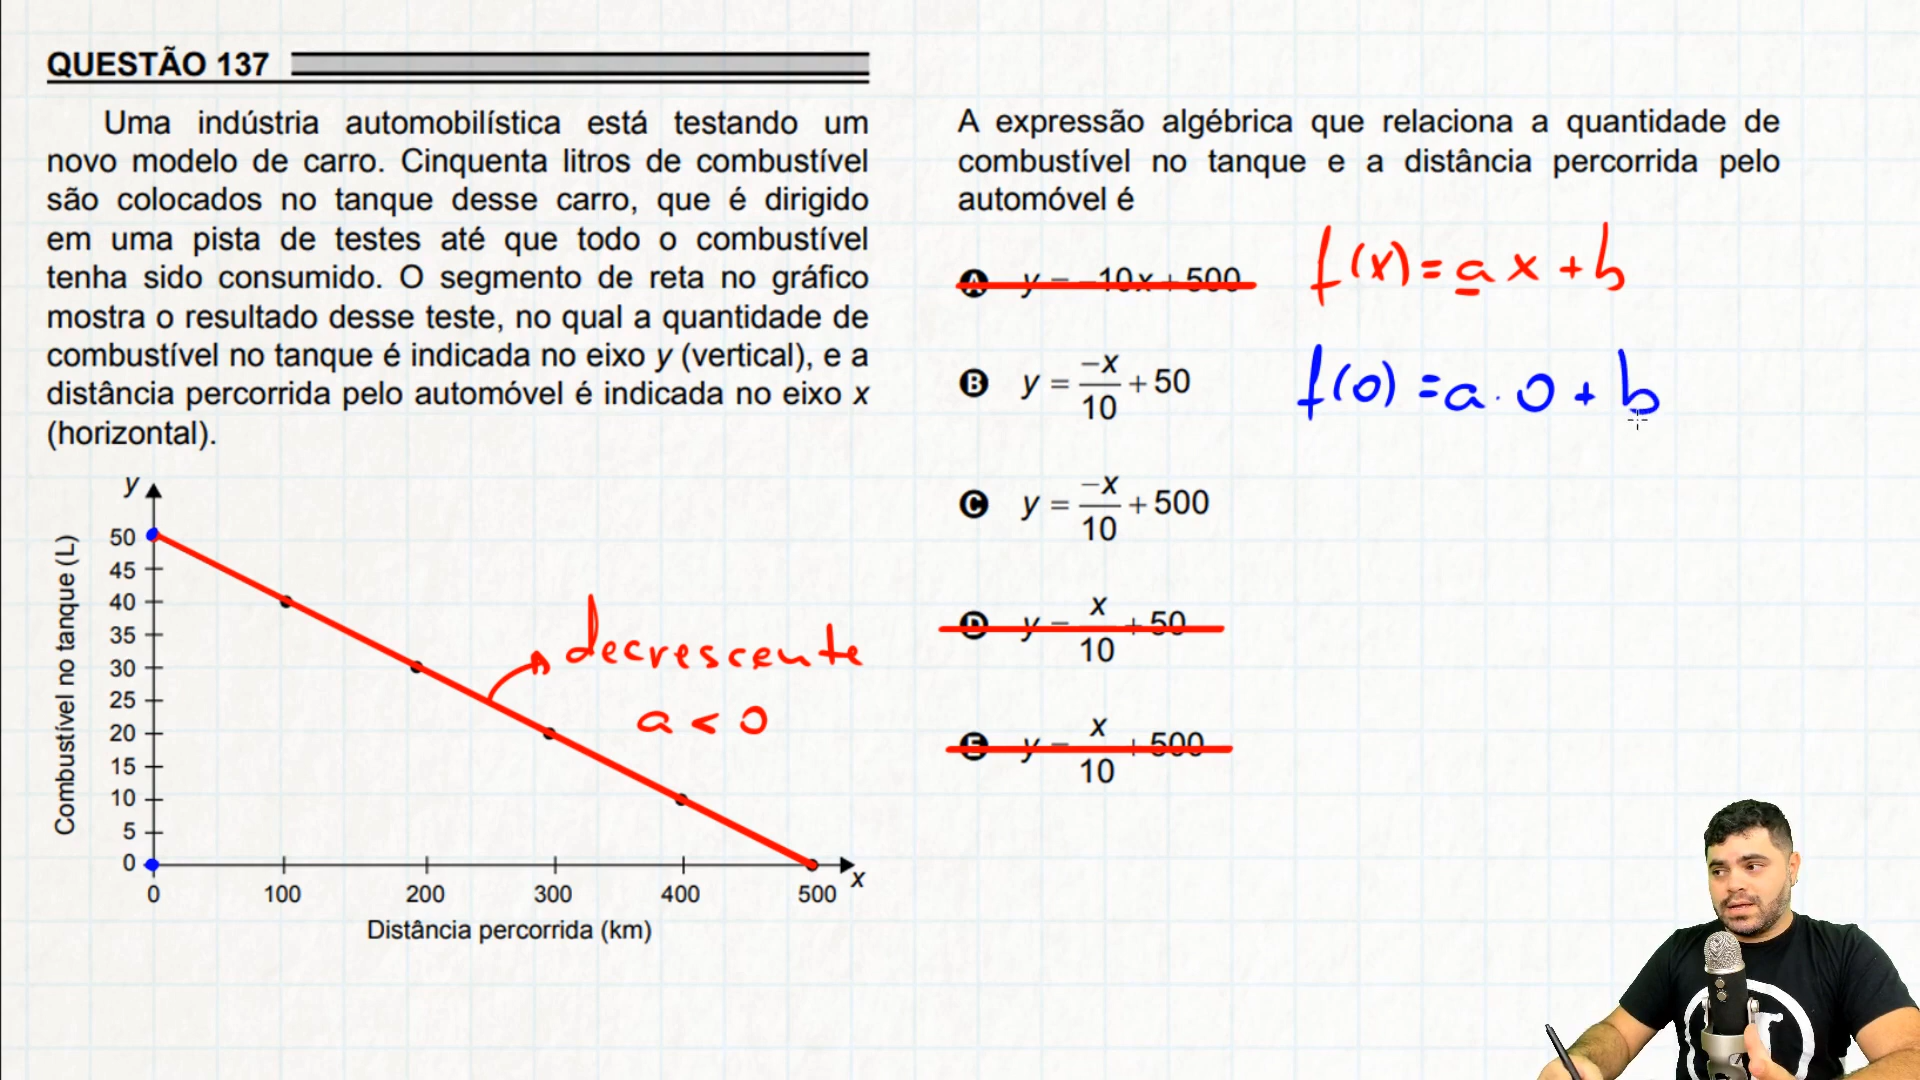 QUESTÃO 137
Uma indústria automobilística está testando um
novo modelo de carro. Cinquenta litros de combustível
são colocados no tanque desse carro, que é dirigido
em uma pista de testes até que todo o combustível
tenha sido consumido. O segmento de reta no gráfico
mostra o resultado desse teste, no qual a quantidade de
combustível no tanque é indicada no eixo y (vertical), e a
distância percorrida pelo automóvel é indicada no eixo x
(horizontal).
y
Combustível no tanque (L)
50
45
40
35
30
25
20
15
10
5
0
decrescente
a < 0
0 100 200 300 400 500 x
Distância percorrida (km)
A expressão algébrica que relaciona a quantidade de
combustível no tanque e a distância percorrida pelo
automóvel é
A y = -10x + 500
B y = -x/10 + 50
C y = -x/10 + 500
D y = x/10 + 50
E y = x/10 + 500
f(x) = ax + b
f(0) = a · 0 + b